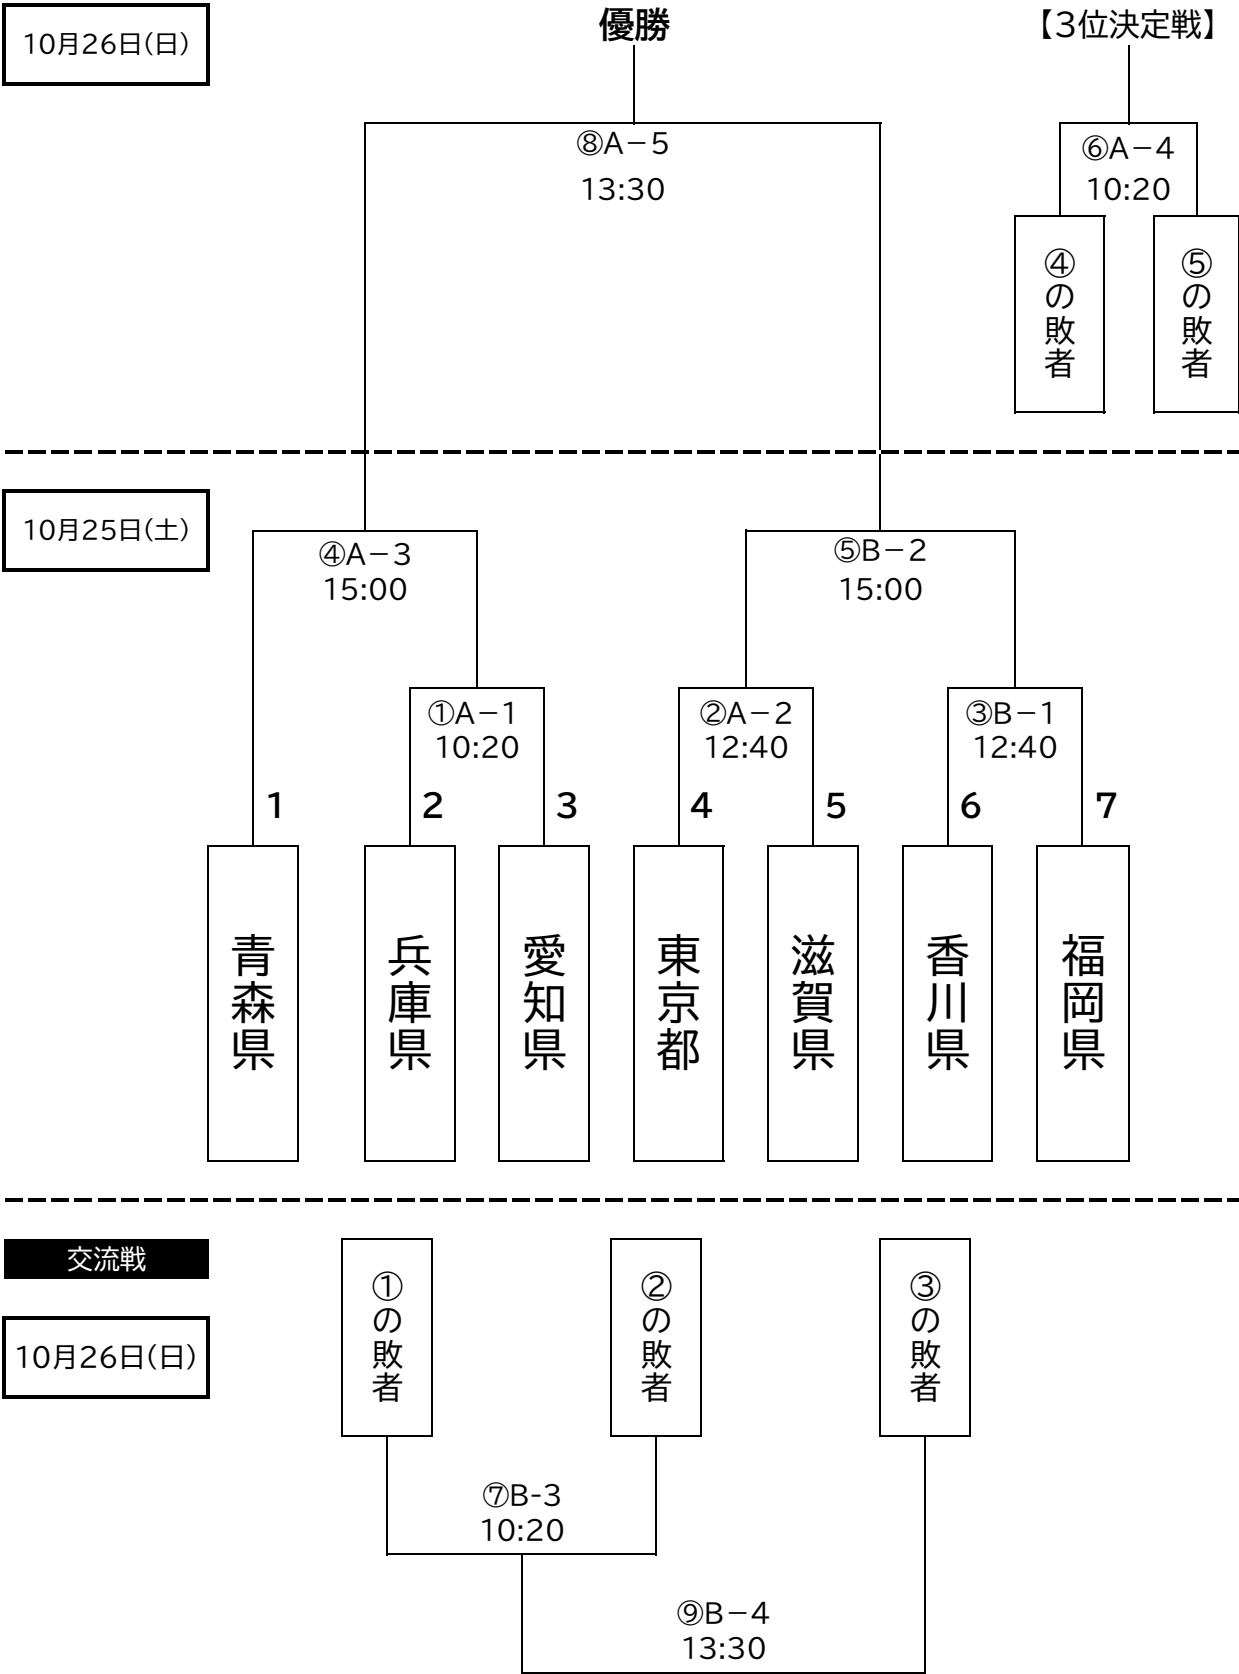 10月26日(日)
優勝
【3位決定戦】
⑧A－5
13:30
⑥A－4
10:20
④の敗者
⑤の敗者
10月25日(土)
④A－3
15:00
⑤B－2
15:00
①A－1
10:20
②A－2
12:40
③B－1
12:40
1
2
3
4
5
6
7
青森県
兵庫県
愛知県
東京都
滋賀県
香川県
福岡県
交流戦
10月26日(日)
①の敗者
②の敗者
③の敗者
⑦B-3
10:20
⑨B－4
13:30